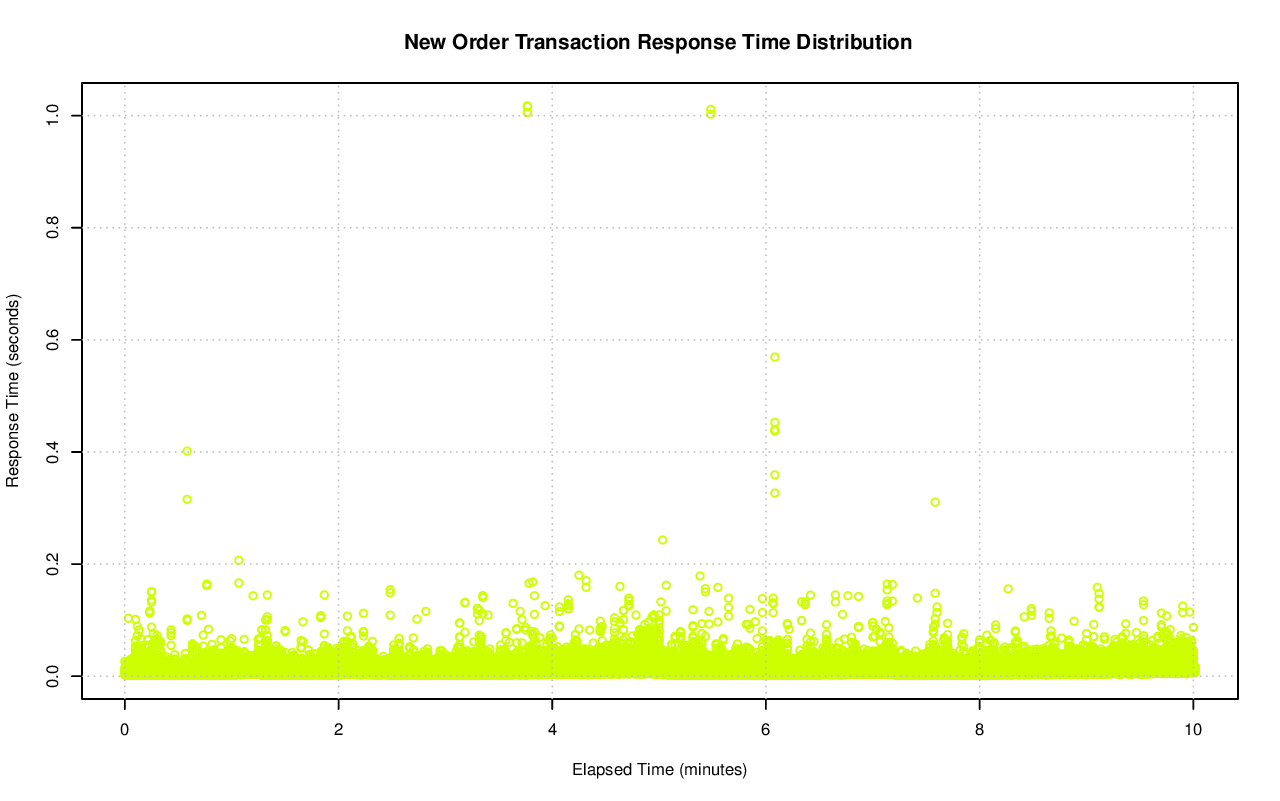 New Order Transaction Response Time Distribution
Response Time (seconds)
1.0
0.8
0.6
0.4
0.2
0.0
0 2 4 6 8 10
Elapsed Time (minutes)